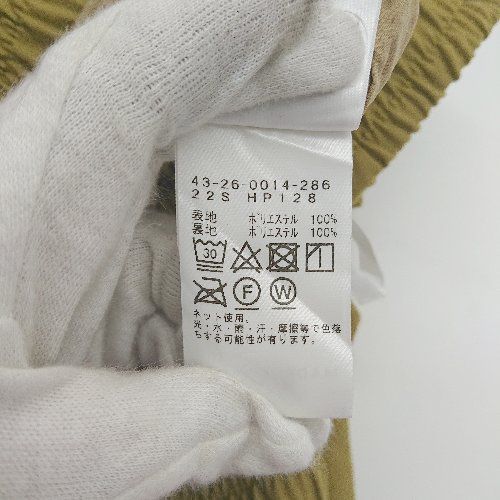 43-26-0014-286
22S HP128
表地 ポリエステル 100%
裏地 ポリエステル 100%
30
F W
ネット使用。
光・水・酸・汗・摩擦等で色落
ちする可能性が有ります。